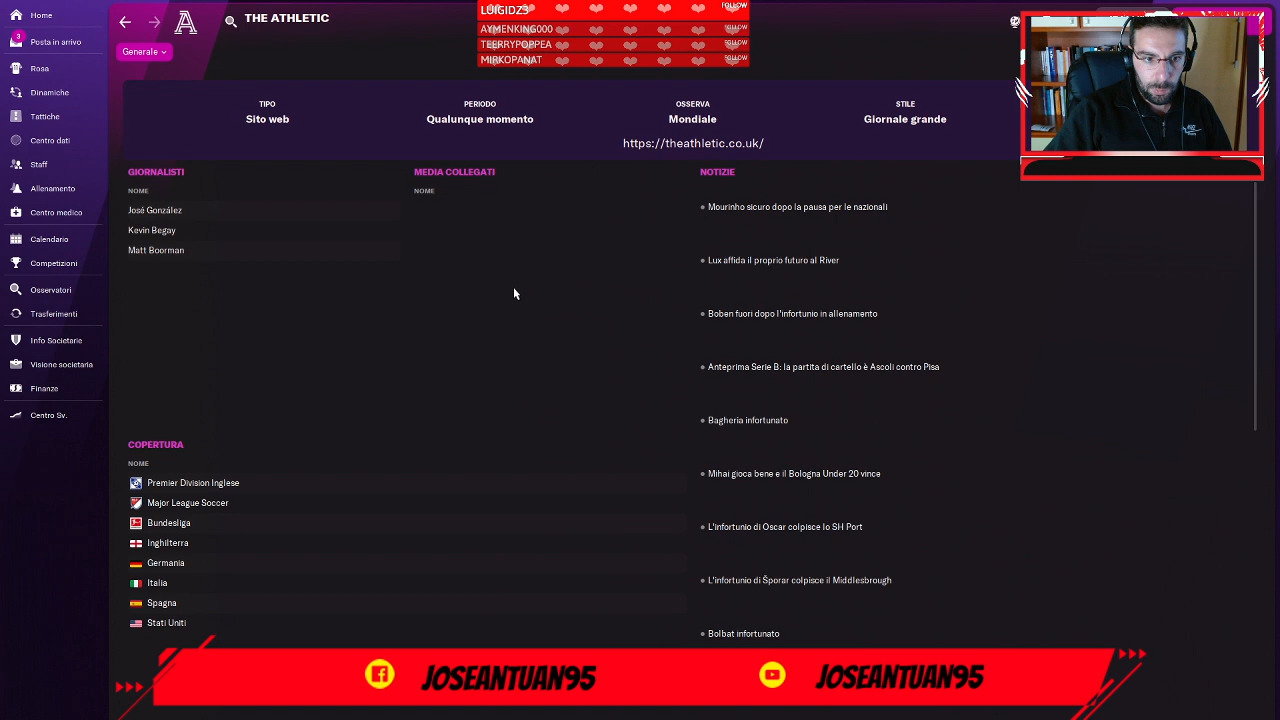 3
Home
Posta in arrivo
Rosa
Dinamiche
Tattiche
Centro dati
Staff
Allenamento
Centro medico
Calendario
Competizioni
Osservatori
Trasferimenti
Info Societarie
Visione societaria
Finanze
Centro Sv.
THE ATHLETIC
Generale
LUIGIDZ3 FOLLOW
AYMENKING000 FOLLOW
TEERRYPOPPEA FOLLOW
MIRKOPANAT FOLLOW
TIPO
Sito web
PERIODO
Qualunque momento
OSSERVA
Mondiale
STILE
Giornale grande
https://theathletic.co.uk/
GIORNALISTI
NOME
José González
Kevin Begay
Matt Boorman
MEDIA COLLEGATI
NOME
NOTIZIE
Mourinho sicuro dopo la pausa per le nazionali
Lux affida il proprio futuro al River
Boben fuori dopo l'infortunio in allenamento
Anteprima Serie B: la partita di cartello è Ascoli contro Pisa
Bagheria infortunato
Mihai gioca bene e il Bologna Under 20 vince
L'infortunio di Oscar colpisce lo SH Port
L'infortunio di Šporar colpisce il Middlesbrough
Bolbat infortunato
COPERTURA
NOME
Premier Division Inglese
Major League Soccer
Bundesliga
Inghilterra
Germania
Italia
Spagna
Stati Uniti
JOSEANTUAN95
JOSEANTUAN95